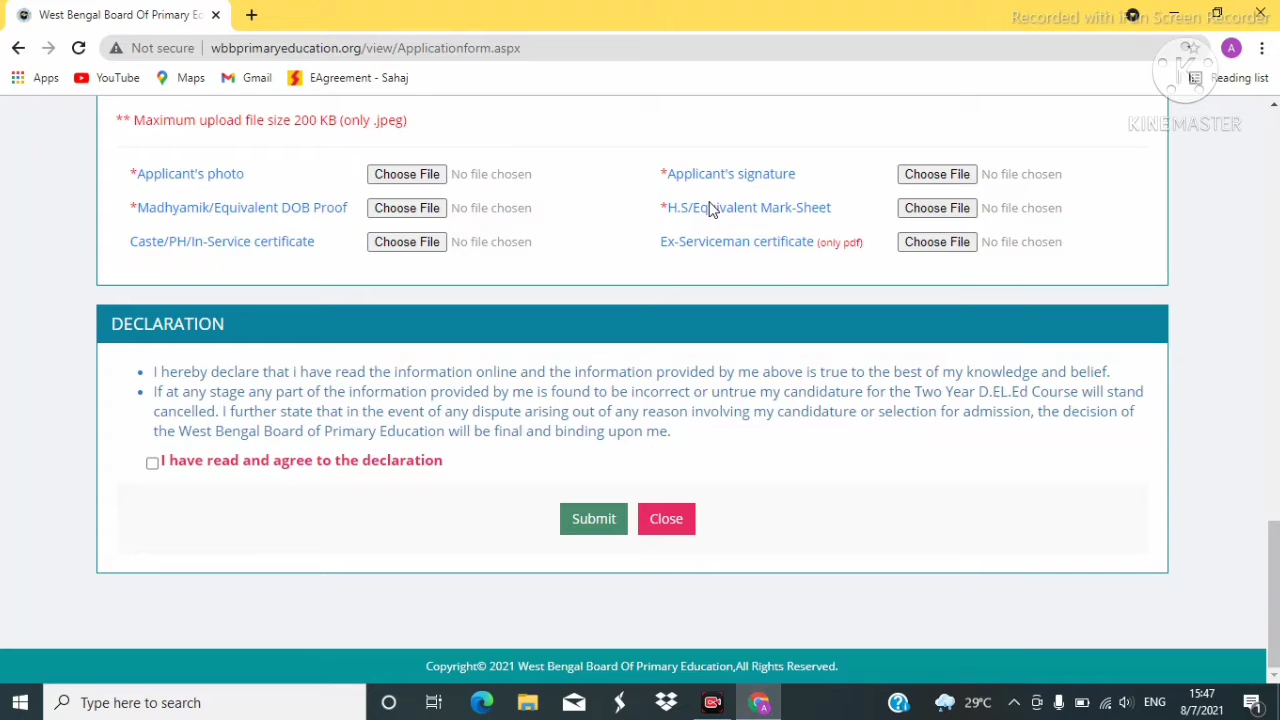 West Bengal Board of Primary Ec
Recorded with iFun Screen Recorder
Not secure wbbprimaryeducation.org/view/Applicationform.aspx
A
Apps YouTube Maps Gmail EAgreement - Sahaj Reading list
KINEMASTER
** Maximum upload file size 200 KB (only .jpeg)
*Applicant's photo Choose File No file chosen *Applicant's signature Choose File No file chosen
*Madhyamik/Equivalent DOB Proof Choose File No file chosen *H.S/Equivalent Mark-Sheet Choose File No file chosen
Caste/PH/In-Service certificate Choose File No file chosen Ex-Serviceman certificate (only pdf) Choose File No file chosen
DECLARATION
• I hereby declare that i have read the information online and the information provided by me above is true to the best of my knowledge and belief.
• If at any stage any part of the information provided by me is found to be incorrect or untrue my candidature for the Two Year D.EL.Ed Course will stand
cancelled. I further state that in the event of any dispute arising out of any reason involving my candidature or selection for admission, the decision of
the West Bengal Board of Primary Education will be final and binding upon me.
I have read and agree to the declaration
Submit Close
Copyright© 2021 West Bengal Board Of Primary Education,All Rights Reserved.
Type here to search 29°C ENG 15:47
8/7/2021